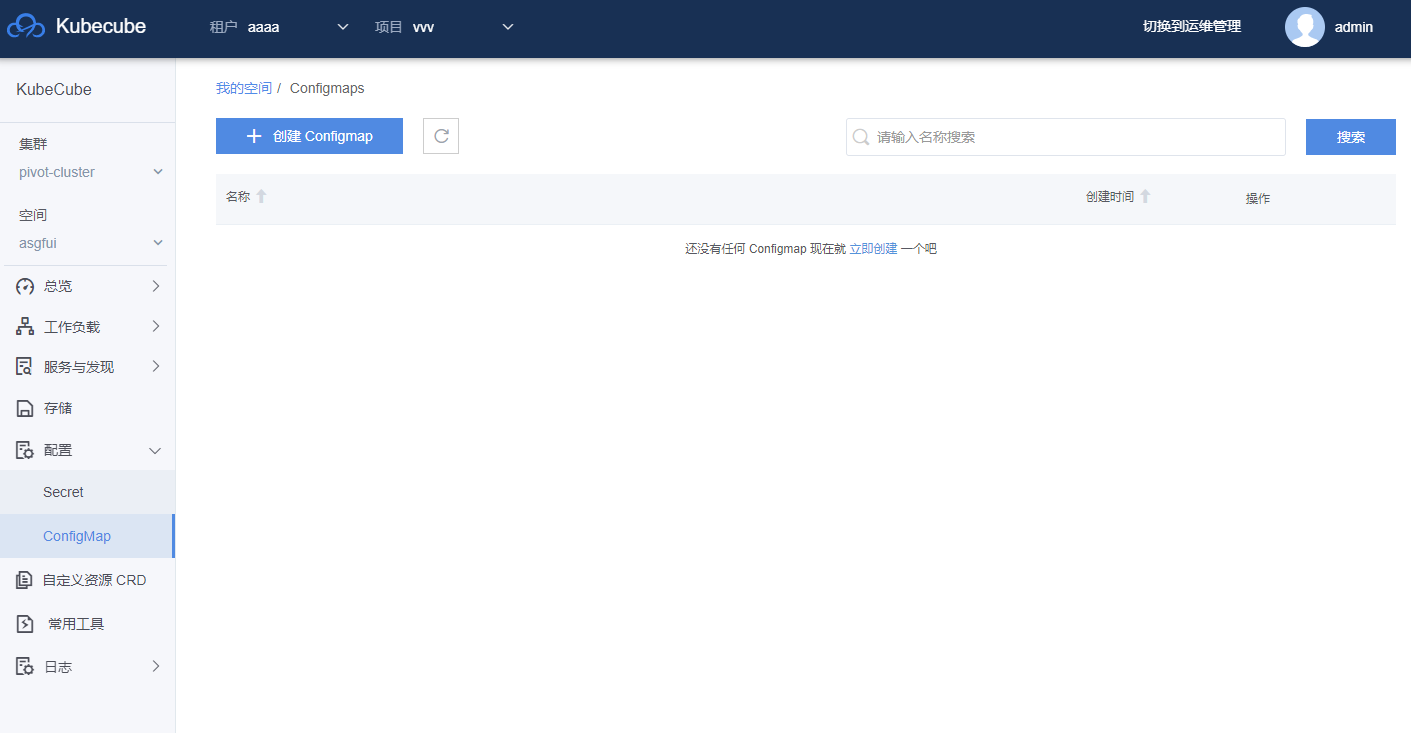 Kubecube 租户 aaaa 项目 vvv 切换到运维管理 admin
KubeCube
集群
pivot-cluster
空间
asgfui
总览
工作负载
服务与发现
存储
配置
Secret
ConfigMap
自定义资源 CRD
常用工具
日志
我的空间 / Configmaps
创建 Configmap 请输入名称搜索 搜索
名称 创建时间 操作
还没有任何 Configmap 现在就 立即创建 一个吧